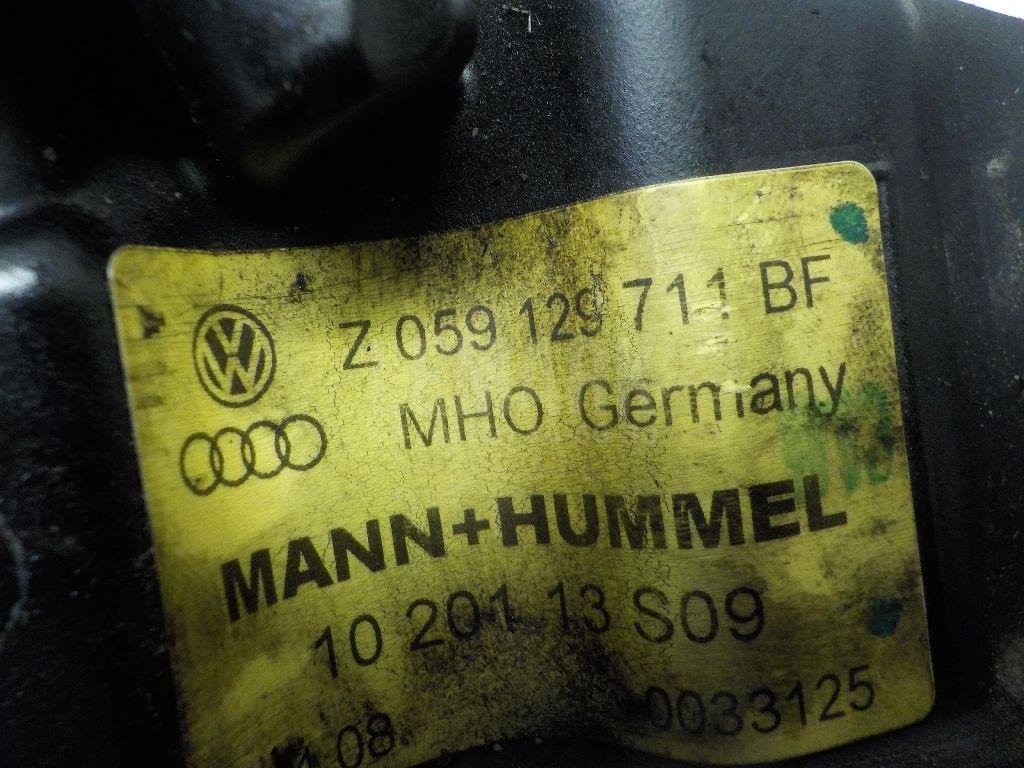 Z 059 129 711 BF
MHO Germany
MANN+HUMMEL
10 201 13 S09
08 0033125